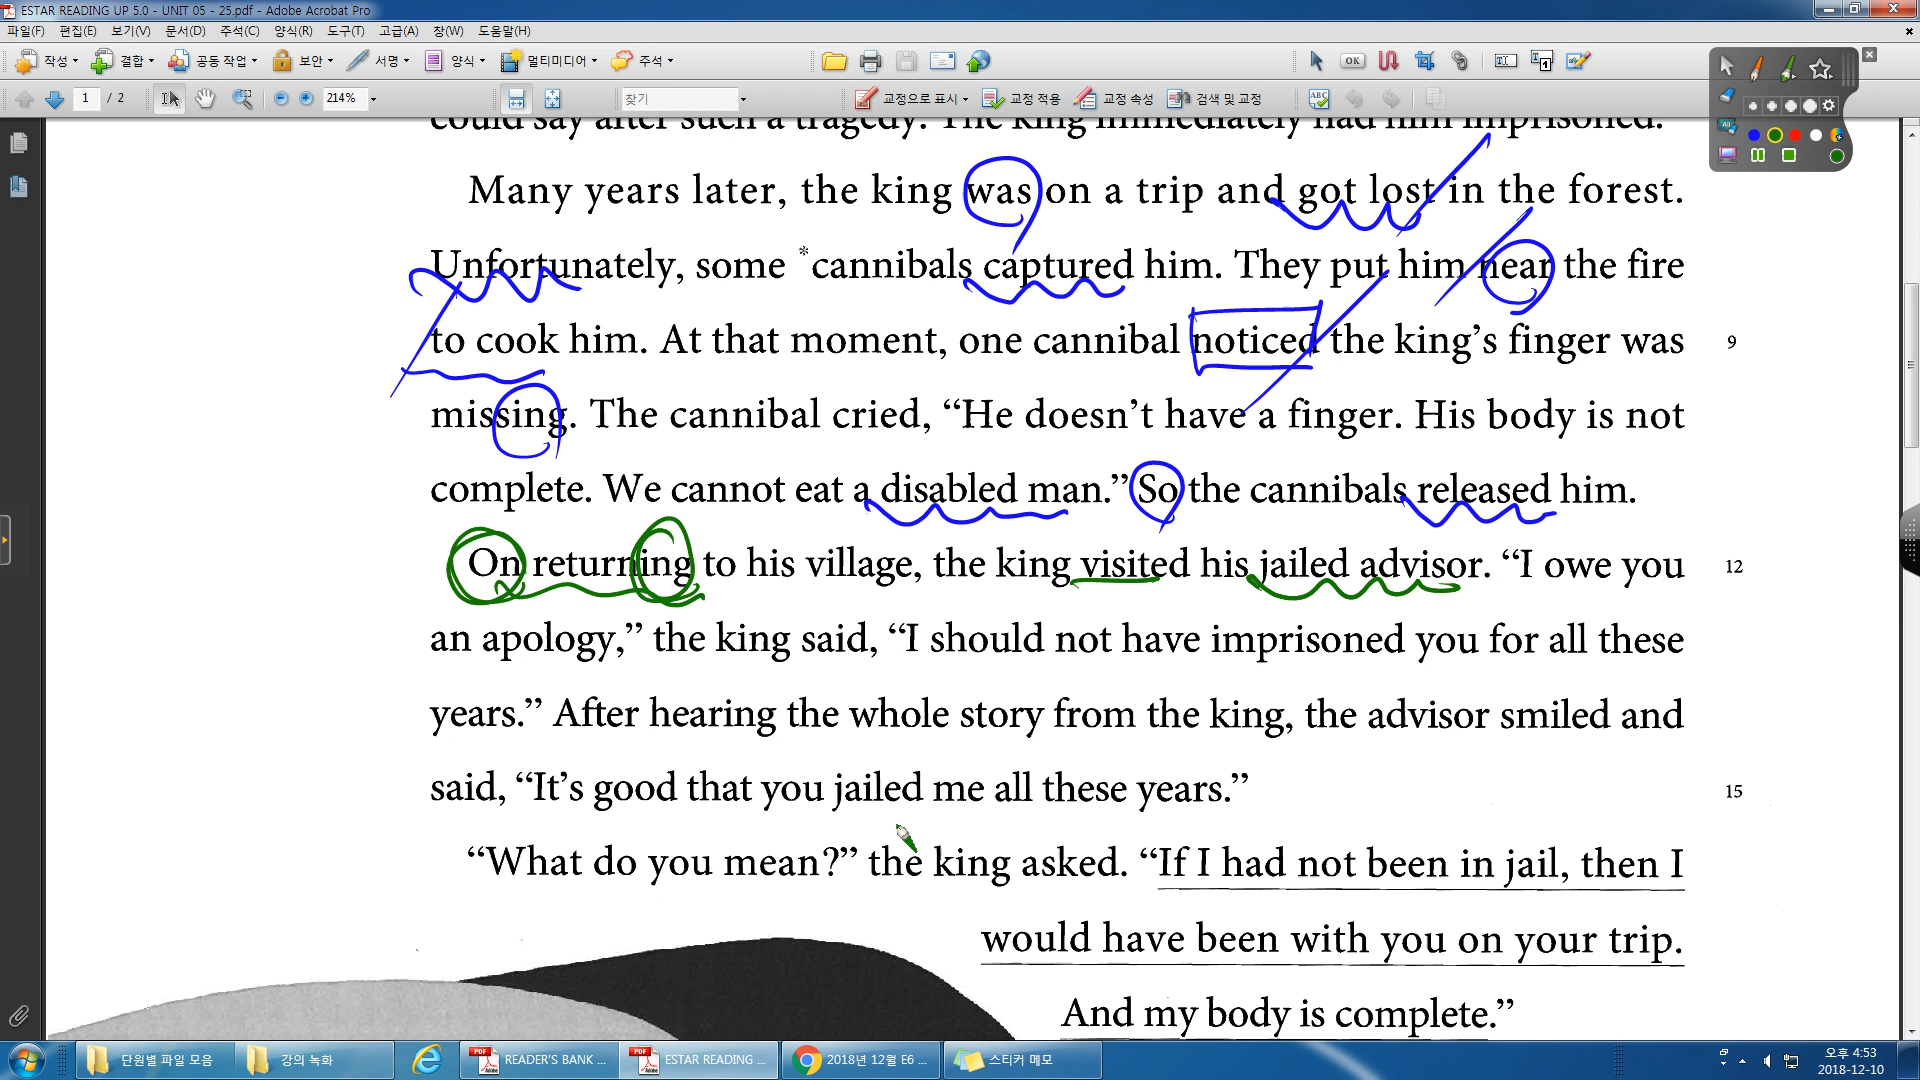 ESTAR READING UP 5.0 - UNIT 05 - 25.pdf - Adobe Acrobat Pro
파일(F) 편집(E) 보기(V) 문서(D) 주석(C) 양식(R) 도구(T) 고급(A) 창(W) 도움말(H)
작성 결합 공동 작업 보안 서명 양식 멀티미디어 주석 OK
1 / 2 214% 찾기 교정으로 표시 교정 적용 교정 속성 검색 및 교정
could say after such a tragedy. The king immediately had him imprisoned.
Many years later, the king was on a trip and got lost in the forest.
Unfortunately, some *cannibals captured him. They put him near the fire
to cook him. At that moment, one cannibal noticed the king's finger was 9
missing. The cannibal cried, “He doesn't have a finger. His body is not
complete. We cannot eat a disabled man.” So the cannibals released him.
On returning to his village, the king visited his jailed advisor. “I owe you 12
an apology,” the king said, “I should not have imprisoned you for all these
years.” After hearing the whole story from the king, the advisor smiled and
said, “It's good that you jailed me all these years.” 15
“What do you mean?” the king asked. “If I had not been in jail, then I
would have been with you on your trip.
And my body is complete.”
단원별 파일 모음 강의 녹화 READER'S BANK ... ESTAR READING ... 2018년 12월 E6 ... 스티커 메모 오후 4:53
2018-12-10